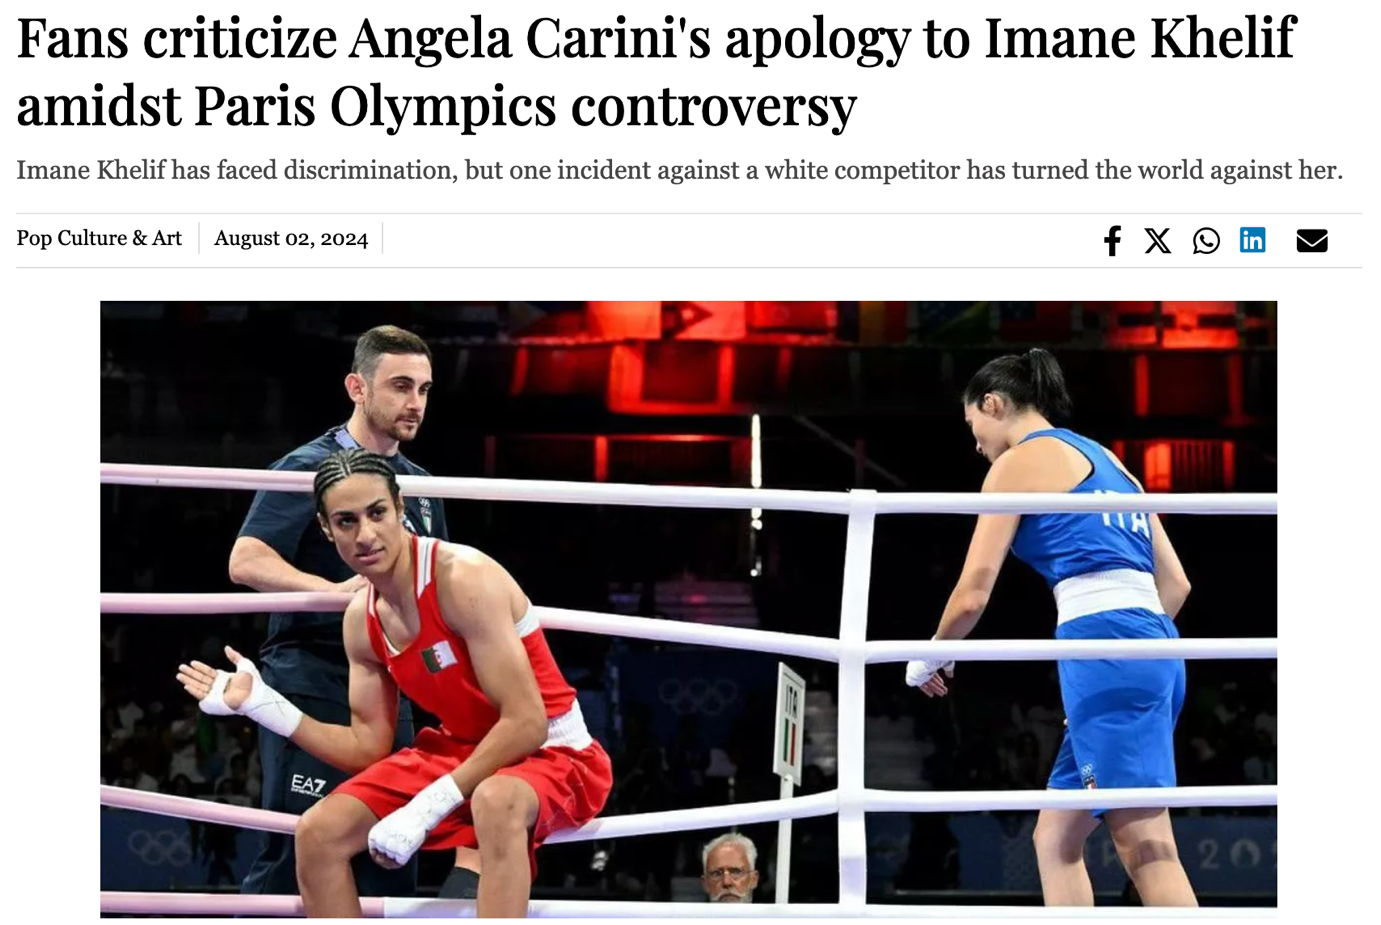 Fans criticize Angela Carini's apology to Imane Khelif
amidst Paris Olympics controversy
Imane Khelif has faced discrimination, but one incident against a white competitor has turned the world against her.
Pop Culture & Art
August 02, 2024
in
ITA
ITA
EA7